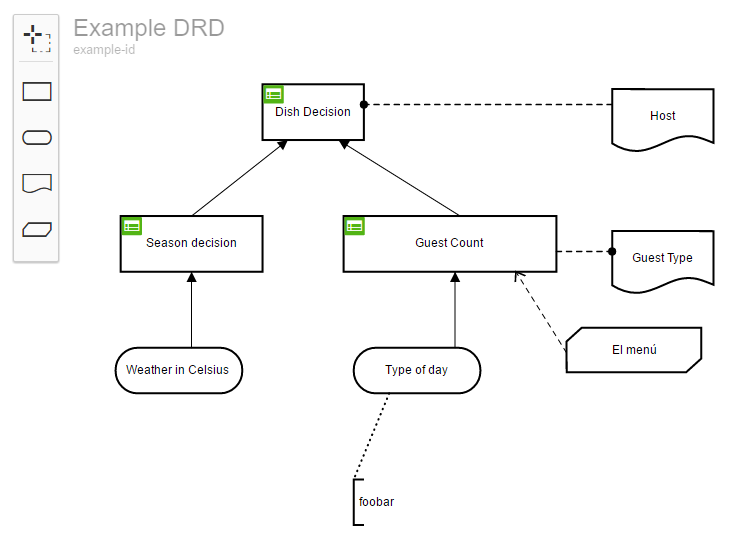 Example DRD
example-id
Dish Decision
Host
Season decision
Guest Count
Guest Type
El menú
Weather in Celsius
Type of day
foobar